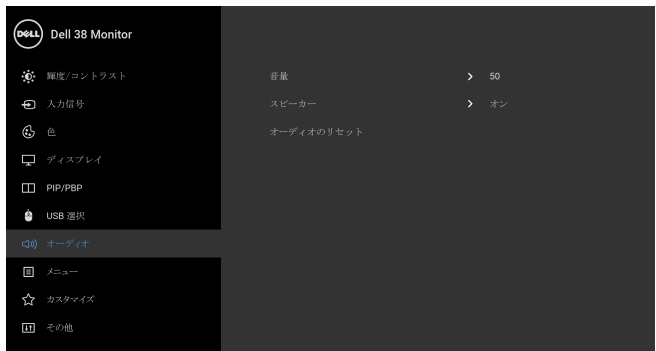 DELL Dell 38 Monitor
輝度/コントラスト
入力信号
色
ディスプレイ
PIP/PBP
USB 選択
オーディオ
メニュー
カスタマイズ
その他
音量 50
スピーカー オン
オーディオのリセット